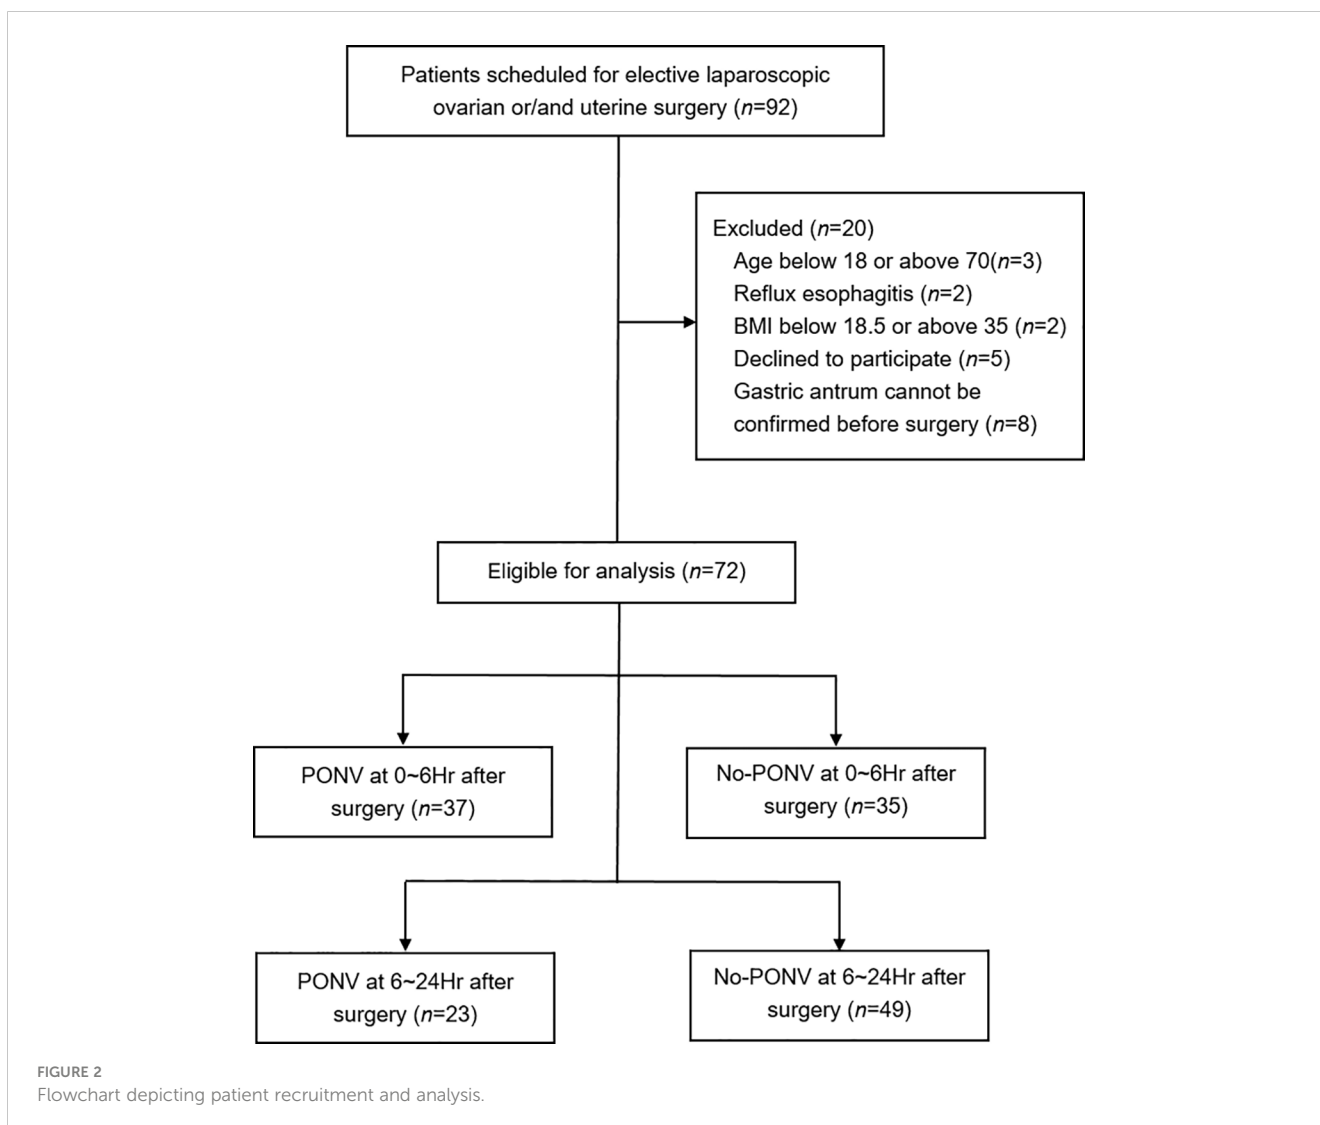 Patients scheduled for elective laparoscopic
ovarian or/and uterine surgery (n=92)
Excluded (n=20)
Age below 18 or above 70(n=3)
Reflux esophagitis (n=2)
BMI below 18.5 or above 35 (n=2)
Declined to participate (n=5)
Gastric antrum cannot be
confirmed before surgery (n=8)
Eligible for analysis (n=72)
PONV at 0~6Hr after
surgery (n=37)
No-PONV at 0~6Hr after
surgery (n=35)
PONV at 6~24Hr after
surgery (n=23)
No-PONV at 6~24Hr after
surgery (n=49)
FIGURE 2
Flowchart depicting patient recruitment and analysis.